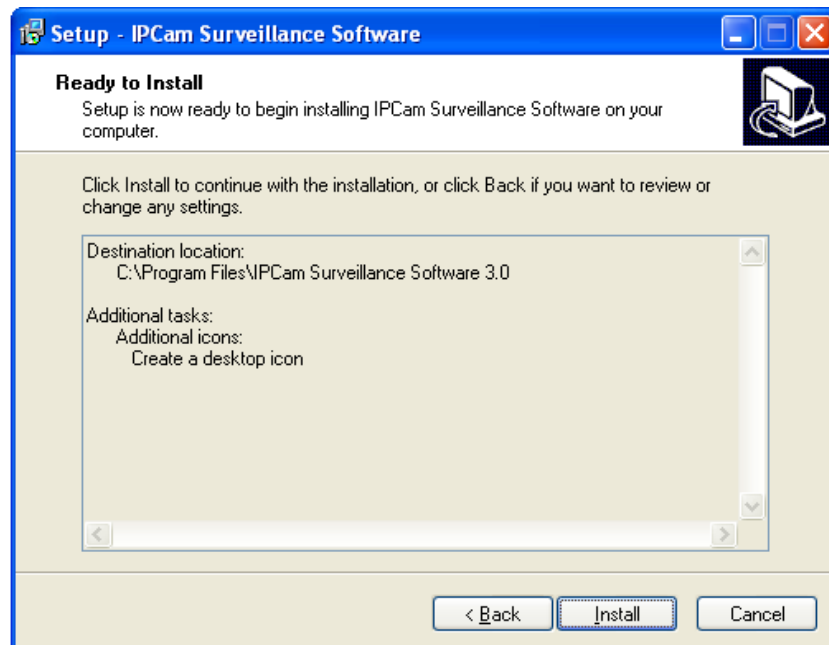 Setup - IPCam Surveillance Software
Ready to Install
Setup is now ready to begin installing IPCam Surveillance Software on your
computer.
Click Install to continue with the installation, or click Back if you want to review or
change any settings.
Destination location:
C:\Program Files\IPCam Surveillance Software 3.0
Additional tasks:
Additional icons:
Create a desktop icon
< Back Install Cancel